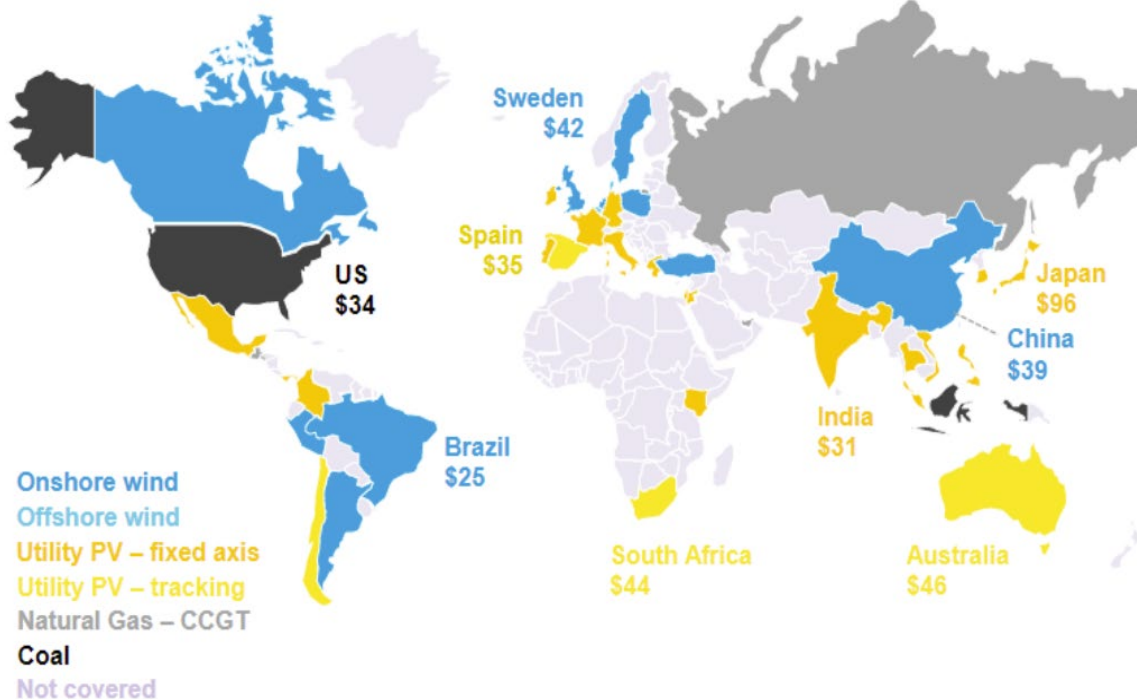 Sweden
$42
Spain
$35
US
$34
Japan
$96
China
$39
India
$31
Brazil
$25
South Africa
$44
Australia
$46
Onshore wind
Offshore wind
Utility PV – fixed axis
Utility PV – tracking
Natural Gas – CCGT
Coal
Not covered